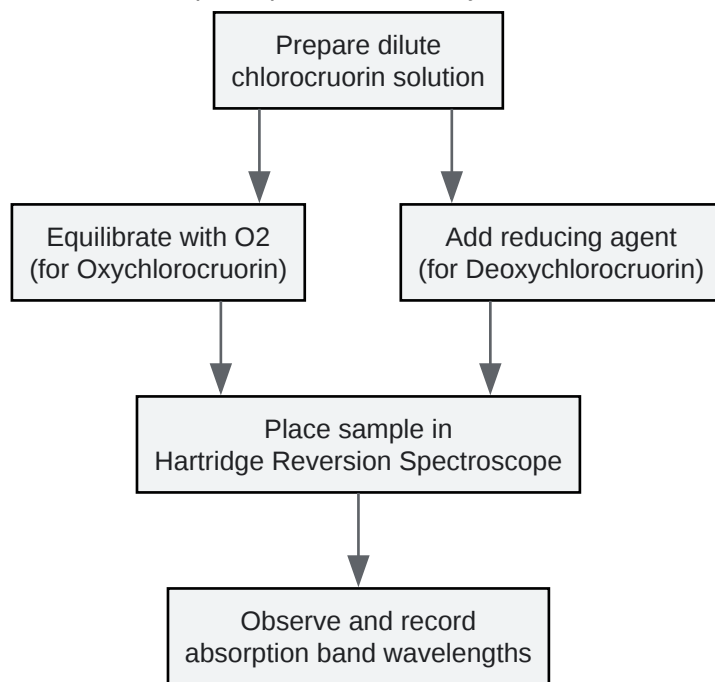 Prepare dilute
chlorocruorin solution
Equilibrate with O2
(for Oxychlorocruorin)
Add reducing agent
(for Deoxychlorocruorin)
Place sample in
Hartridge Reversion Spectroscope
Observe and record
absorption band wavelengths